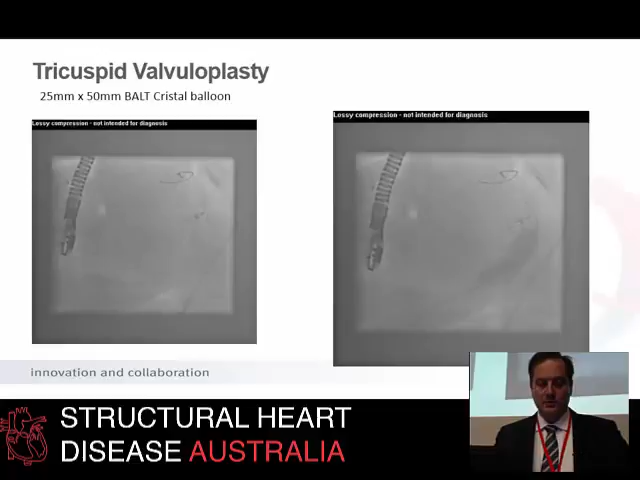 Tricuspid Valvuloplasty
25mm x 50mm BALT Cristal balloon
Lossy compression - not intended for diagnosis
Lossy compression - not intended for diagnosis
innovation and collaboration
STRUCTURAL HEART
DISEASE AUSTRALIA